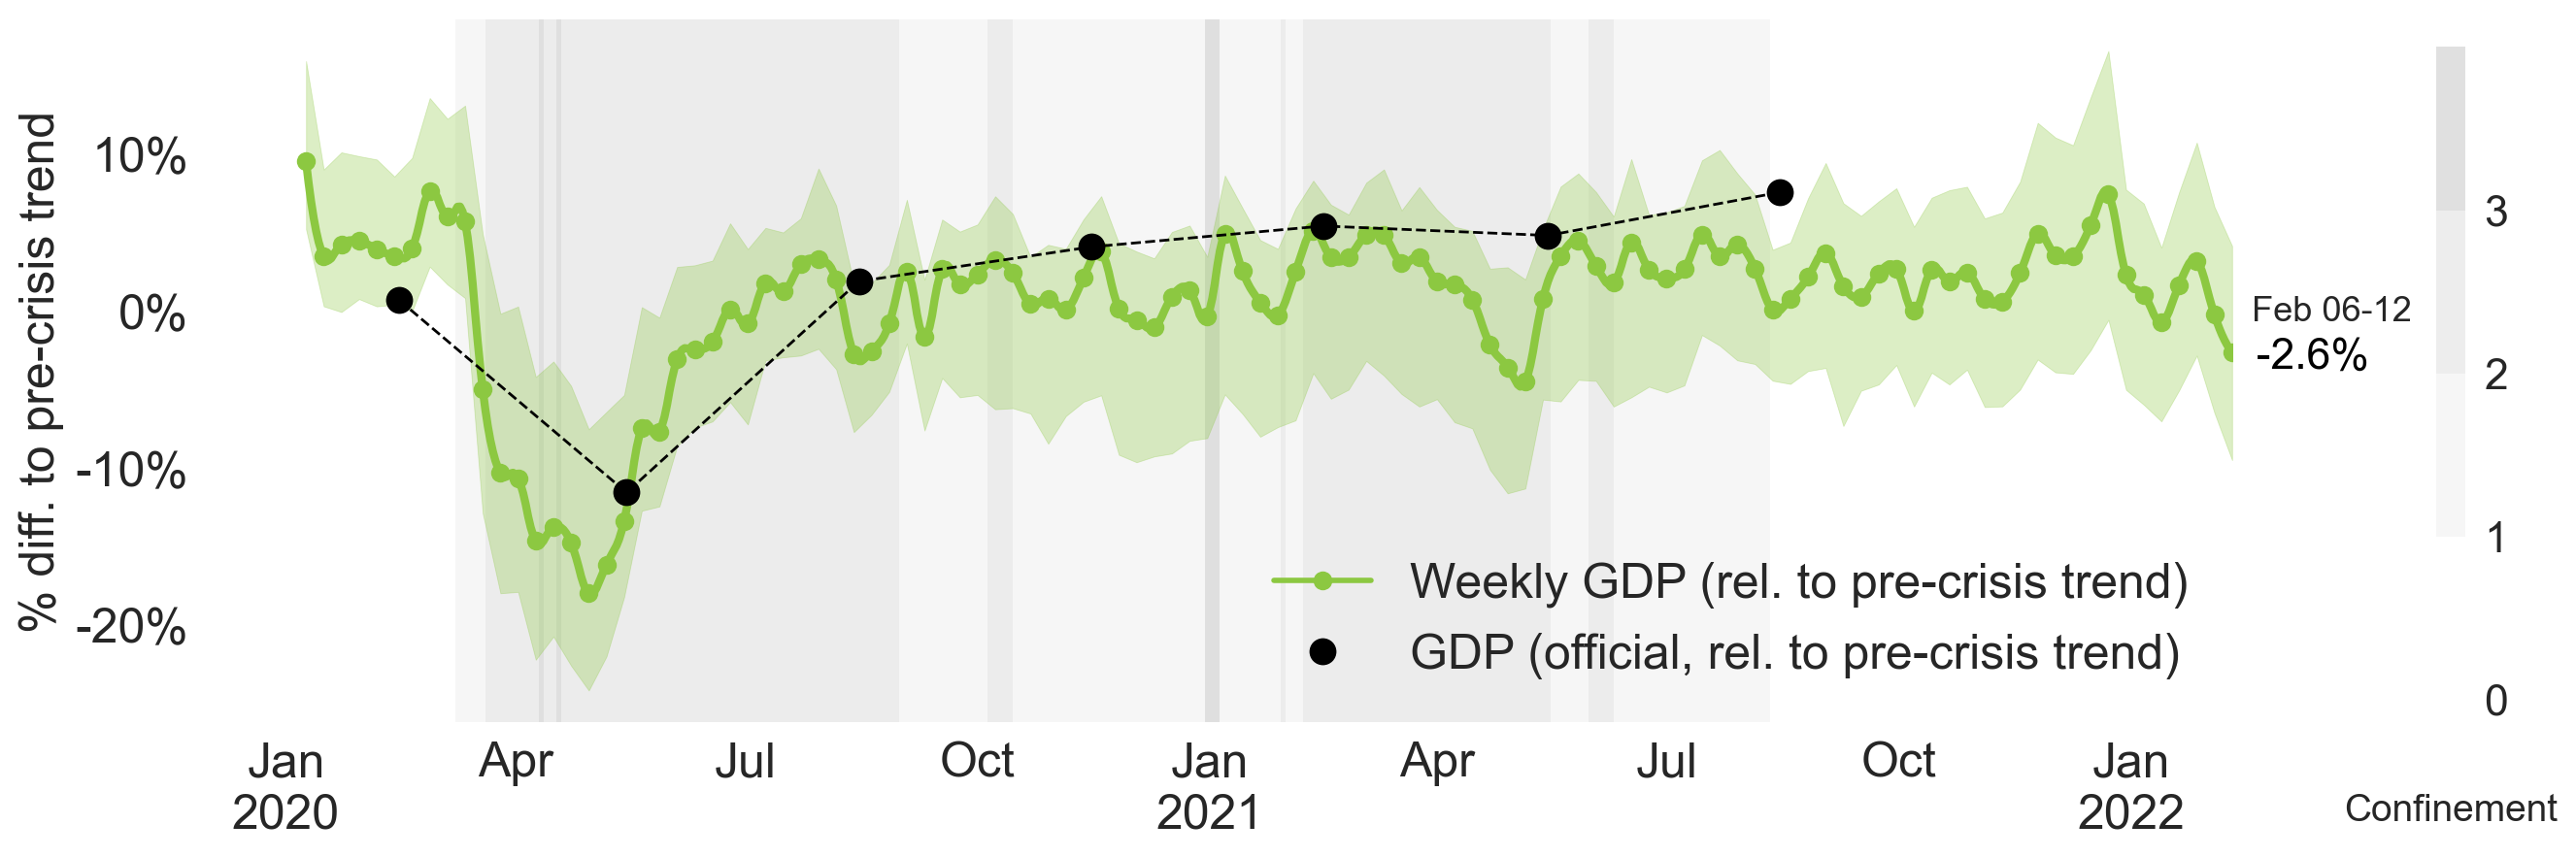 % diff. to pre-crisis trend
10%
0%
-10%
-20%
Feb 06-12
-2.6%
Weekly GDP (rel. to pre-crisis trend)
GDP (official, rel. to pre-crisis trend)
3
2
1
0
Jan Apr Jul Oct Jan Apr Jul Oct Jan
2020 2021 2022
Confinement